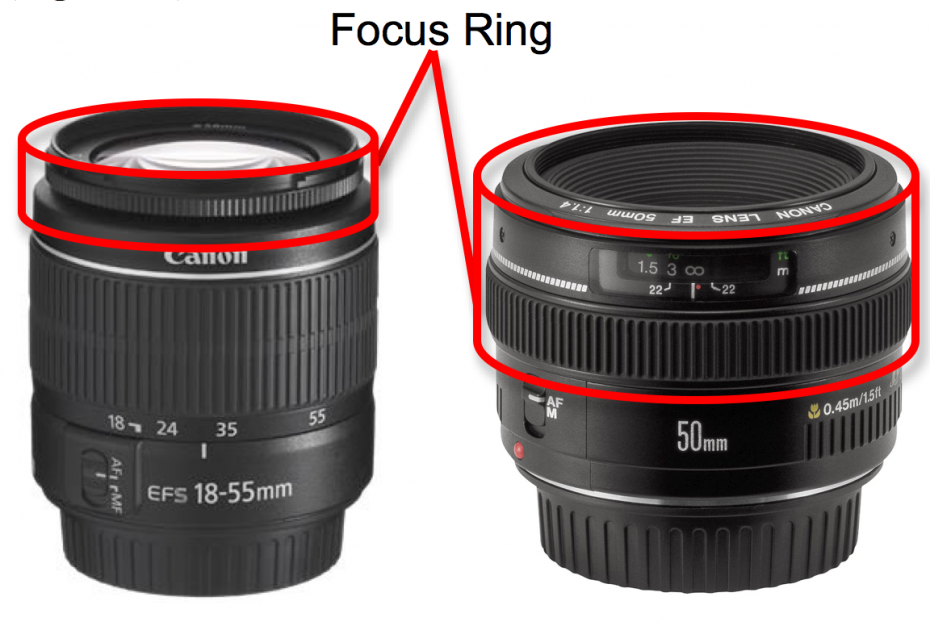 Focus Ring
CANON LENS EF 50mm 1:1.4
Canon
1.5 3 ∞
m
22 22
18 24 35 55
AF
M
0.45m/1.5ft
50mm
AF MF
EFS 18-55mm